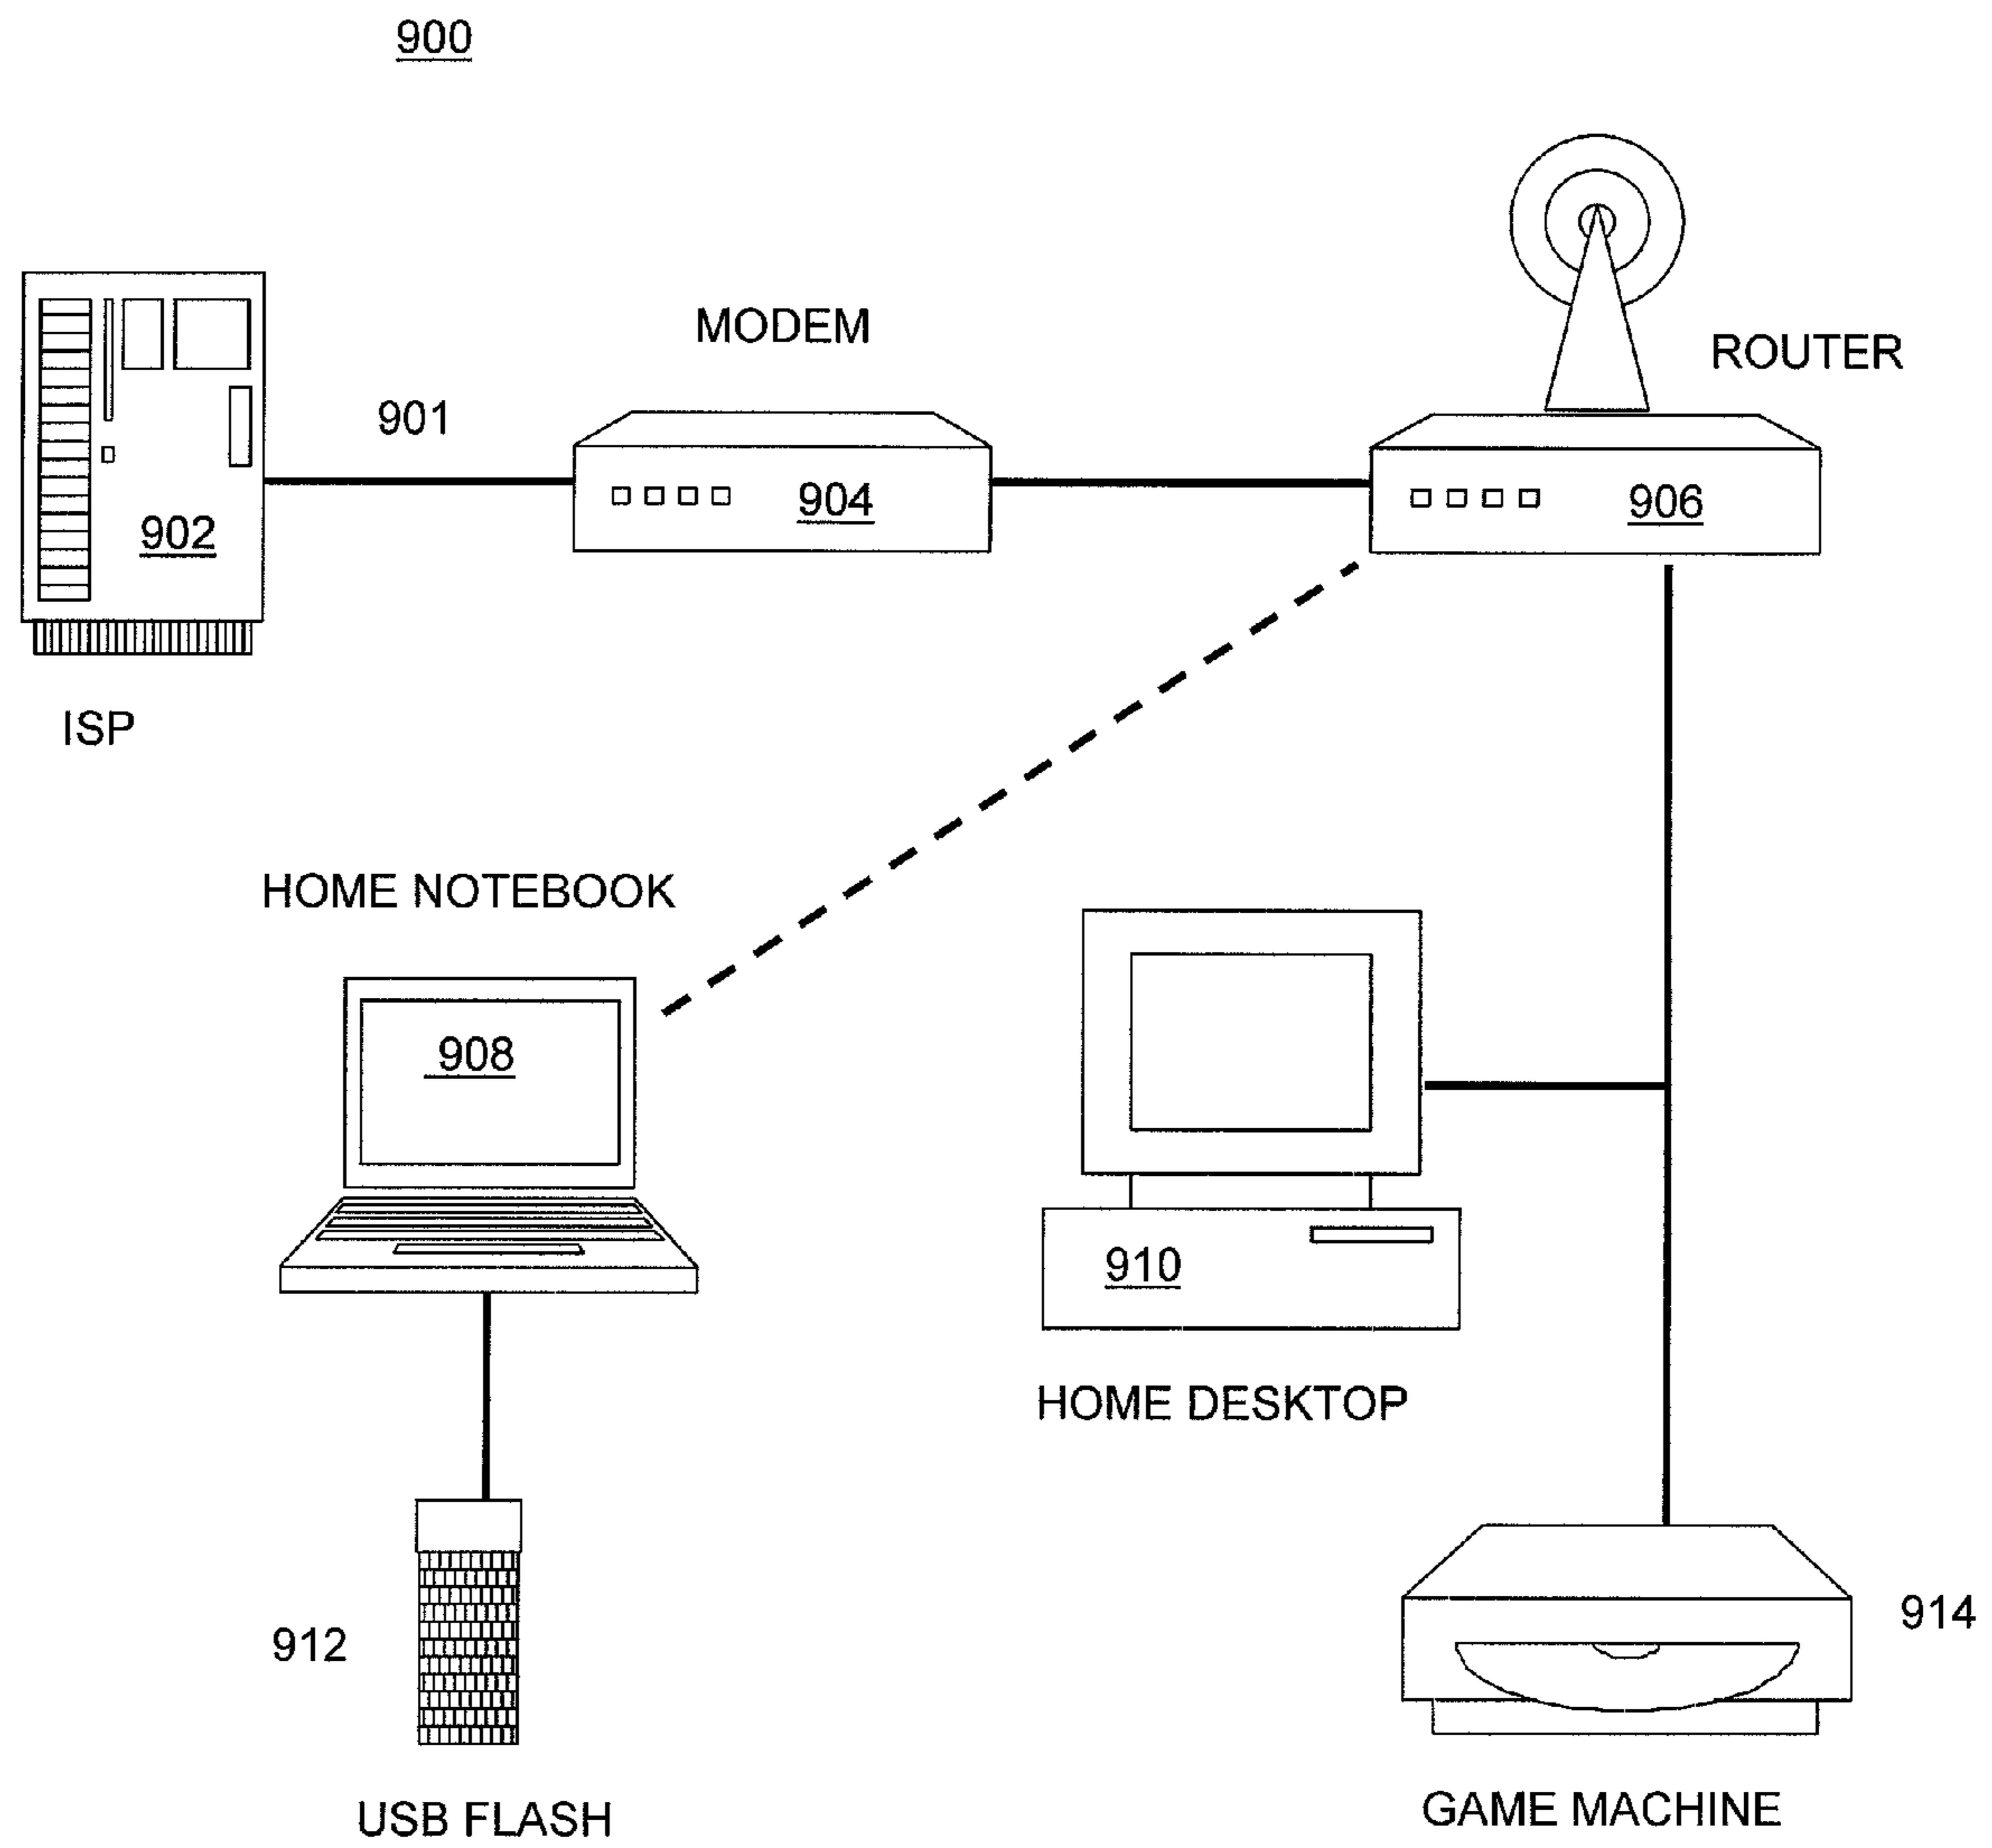 900
MODEM
ROUTER
901
902
904
906
ISP
HOME NOTEBOOK
908
910
HOME DESKTOP
912
914
USB FLASH
GAME MACHINE